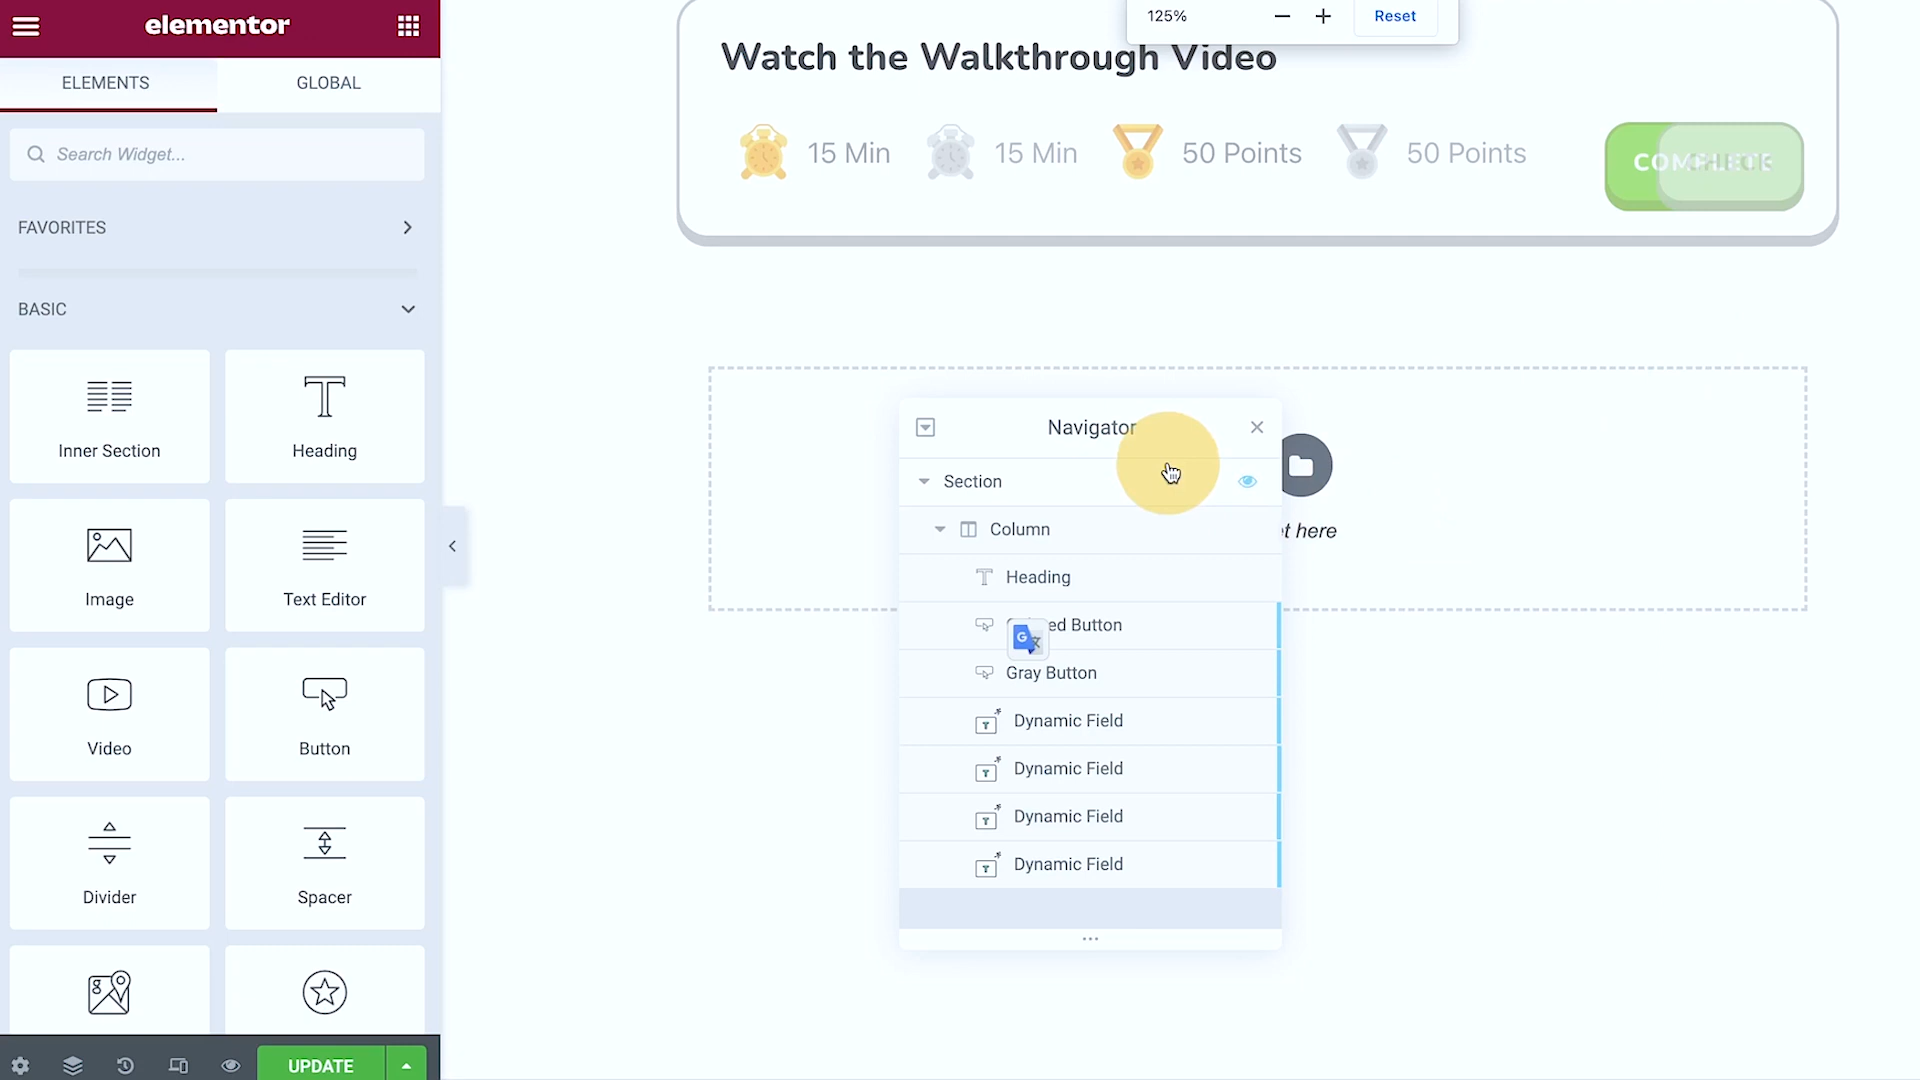 elementor
ELEMENTS
GLOBAL
Search Widget...
FAVORITES
BASIC
Inner Section
Heading
Image
Text Editor
Video
Button
Divider
Spacer
UPDATE
125%
Reset
Watch the Walkthrough Video
15 Min
15 Min
50 Points
50 Points
COMPLETE
Navigator
Section
Column
Heading
Button
Gray Button
Dynamic Field
Dynamic Field
Dynamic Field
Dynamic Field
here